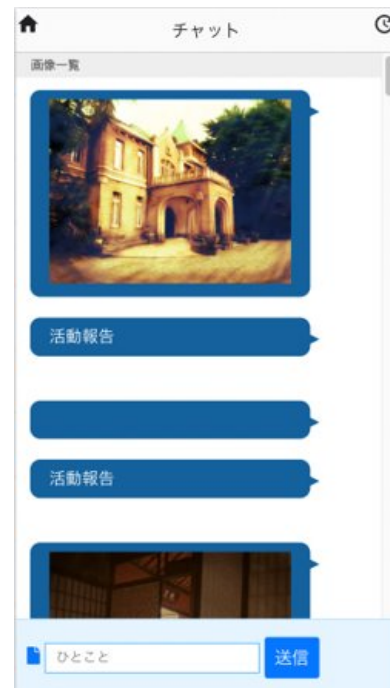 チャット
画像一覧
活動報告
活動報告
ひとこと
送信